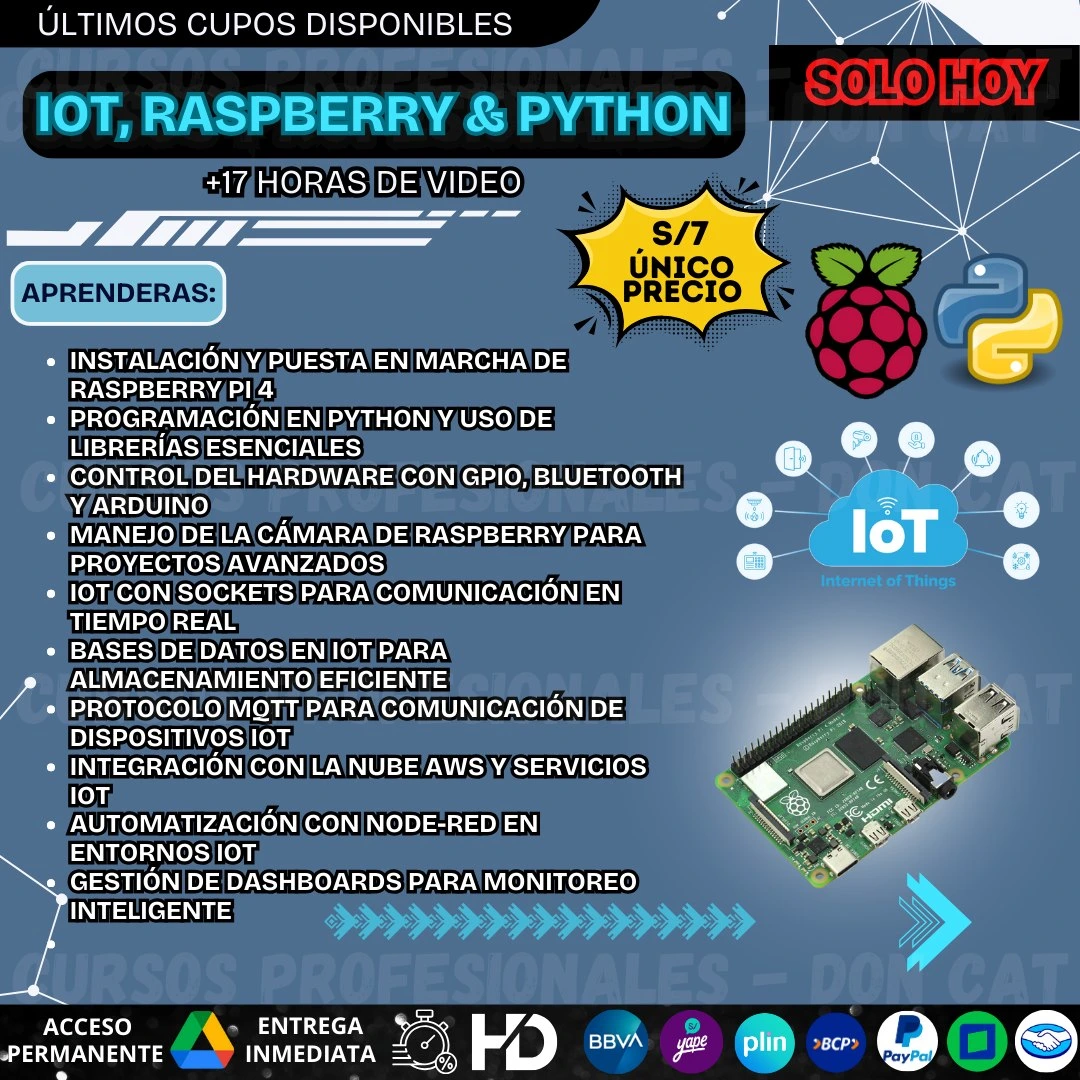 ÚLTIMOS CUPOS DISPONIBLES
SOLO HOY
IOT, RASPBERRY & PYTHON
+17 HORAS DE VIDEO
S/7
ÚNICO
PRECIO
APRENDERAS:
INSTALACIÓN Y PUESTA EN MARCHA DE
RASPBERRY PI 4
PROGRAMACIÓN EN PYTHON Y USO DE
LIBRERÍAS ESENCIALES
CONTROL DEL HARDWARE CON GPIO, BLUETOOTH
Y ARDUINO
MANEJO DE LA CÁMARA DE RASPBERRY PARA
PROYECTOS AVANZADOS
IOT CON SOCKETS PARA COMUNICACIÓN EN
TIEMPO REAL
BASES DE DATOS EN IOT PARA
ALMACENAMIENTO EFICIENTE
PROTOCOLO MQTT PARA COMUNICACIÓN DE
DISPOSITIVOS IOT
INTEGRACIÓN CON LA NUBE AWS Y SERVICIOS
IOT
AUTOMATIZACIÓN CON NODE-RED EN
ENTORNOS IOT
GESTIÓN DE DASHBOARDS PARA MONITOREO
INTELIGENTE
IoT
Internet of Things
HDMI
CURSOS PROFESIONALES - DON CAT
CURSOS PROFESIONALES - DON CAT
CURSOS PROFESIONALES - DON CAT
CURSOS PROFESIONALES - DON CAT
ACCESO
PERMANENTE
ENTREGA
INMEDIATA
HD
BBVA
S/
yape
plin
BCP
PayPal